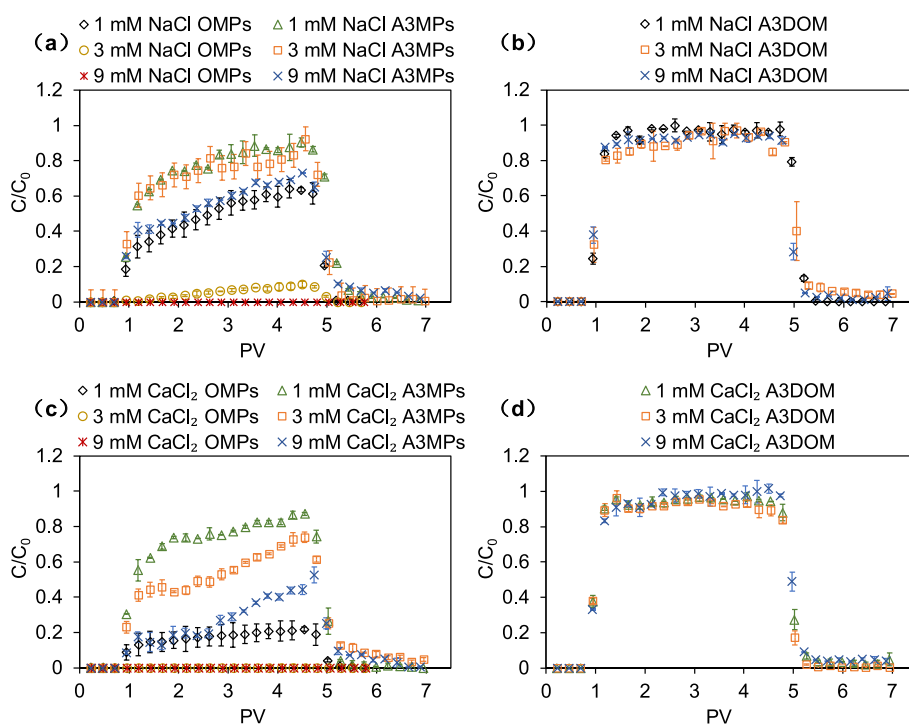 (a)
1 mM NaCl OMPs 1 mM NaCl A3MPs
3 mM NaCl OMPs 3 mM NaCl A3MPs
9 mM NaCl OMPs 9 mM NaCl A3MPs
1.2
1
0.8
0.6
0.4
0.2
0
C/C₀
0 1 2 3 4 5 6 7
PV
(b)
1 mM NaCl A3DOM
3 mM NaCl A3DOM
9 mM NaCl A3DOM
1.2
1
0.8
0.6
0.4
0.2
0
C/C₀
0 1 2 3 4 5 6 7
PV
(c)
1 mM CaCl₂ OMPs 1 mM CaCl₂ A3MPs
3 mM CaCl₂ OMPs 3 mM CaCl₂ A3MPs
9 mM CaCl₂ OMPs 9 mM CaCl₂ A3MPs
1.2
1
0.8
0.6
0.4
0.2
0
C/C₀
0 1 2 3 4 5 6 7
PV
(d)
1 mM CaCl₂ A3DOM
3 mM CaCl₂ A3DOM
9 mM CaCl₂ A3DOM
1.2
1
0.8
0.6
0.4
0.2
0
C/C₀
0 1 2 3 4 5 6 7
PV